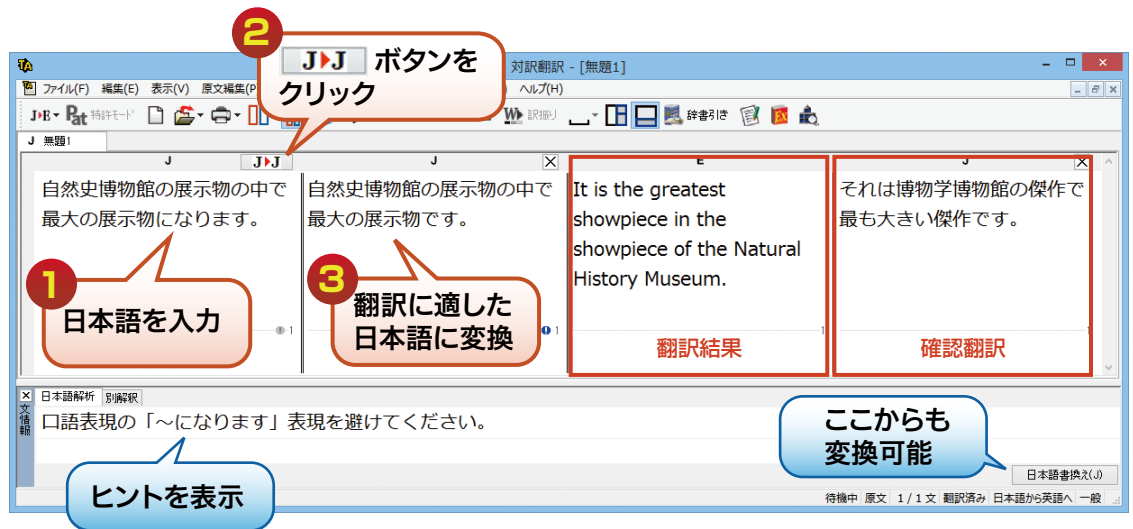 2
J▶J ボタンを
クリック
対訳翻訳 - [無題1]
ファイル(F) 編集(E) 表示(V) 原文編集(P ヘルプ(H)
J▶E Pat 特許モード W 訳振り 辞書引き
J 無題1
J J▶J J E J
自然史博物館の展示物の中で
最大の展示物になります。
自然史博物館の展示物の中で
最大の展示物です。
It is the greatest
showpiece in the
showpiece of the Natural
History Museum.
それは博物学博物館の傑作で
最も大きい傑作です。
1
日本語を入力
3
翻訳に適した
日本語に変換
1
1
1
1
翻訳結果
確認翻訳
文情報
日本語解析 別解釈
口語表現の「～になります」表現を避けてください。
ヒントを表示
ここからも
変換可能
日本語書換え(J)
待機中 原文 1 / 1 文 翻訳済み 日本語から英語へ 一般